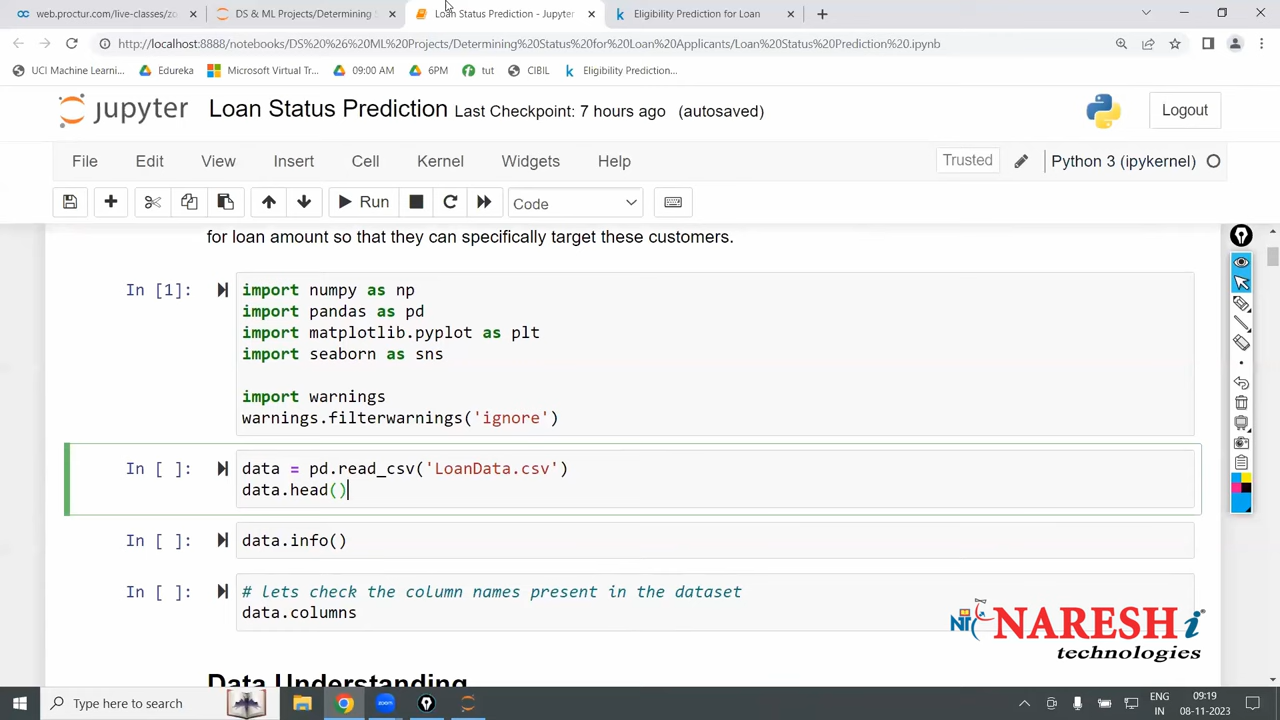 web.proctur.com/live-classes/zo
DS & ML Projects/Determining S
Loan Status Prediction - Jupyter
Eligibility Prediction for Loan
http://localhost:8888/notebooks/DS%20%26%20ML%20Projects/Determining%20Status%20for%20Loan%20Applicants/Loan%20Status%20Prediction%20.ipynb
UCI Machine Learni...
Edureka
Microsoft Virtual Tr...
09:00 AM
6PM
tut
CIBIL
Eligibility Prediction...
jupyter
Loan Status Prediction Last Checkpoint: 7 hours ago (autosaved)
Logout
File Edit View Insert Cell Kernel Widgets Help
Trusted
Python 3 (ipykernel)
Run
Code
for loan amount so that they can specifically target these customers.
In [1]:
import numpy as np
import pandas as pd
import matplotlib.pyplot as plt
import seaborn as sns
import warnings
warnings.filterwarnings('ignore')
In [ ]:
data = pd.read_csv('LoanData.csv')
data.head()
In [ ]:
data.info()
In [ ]:
# lets check the column names present in the dataset
data.columns
NARESH i
technologies
Data Understanding
Type here to search
zoom
ENG
IN
09:19
08-11-2023